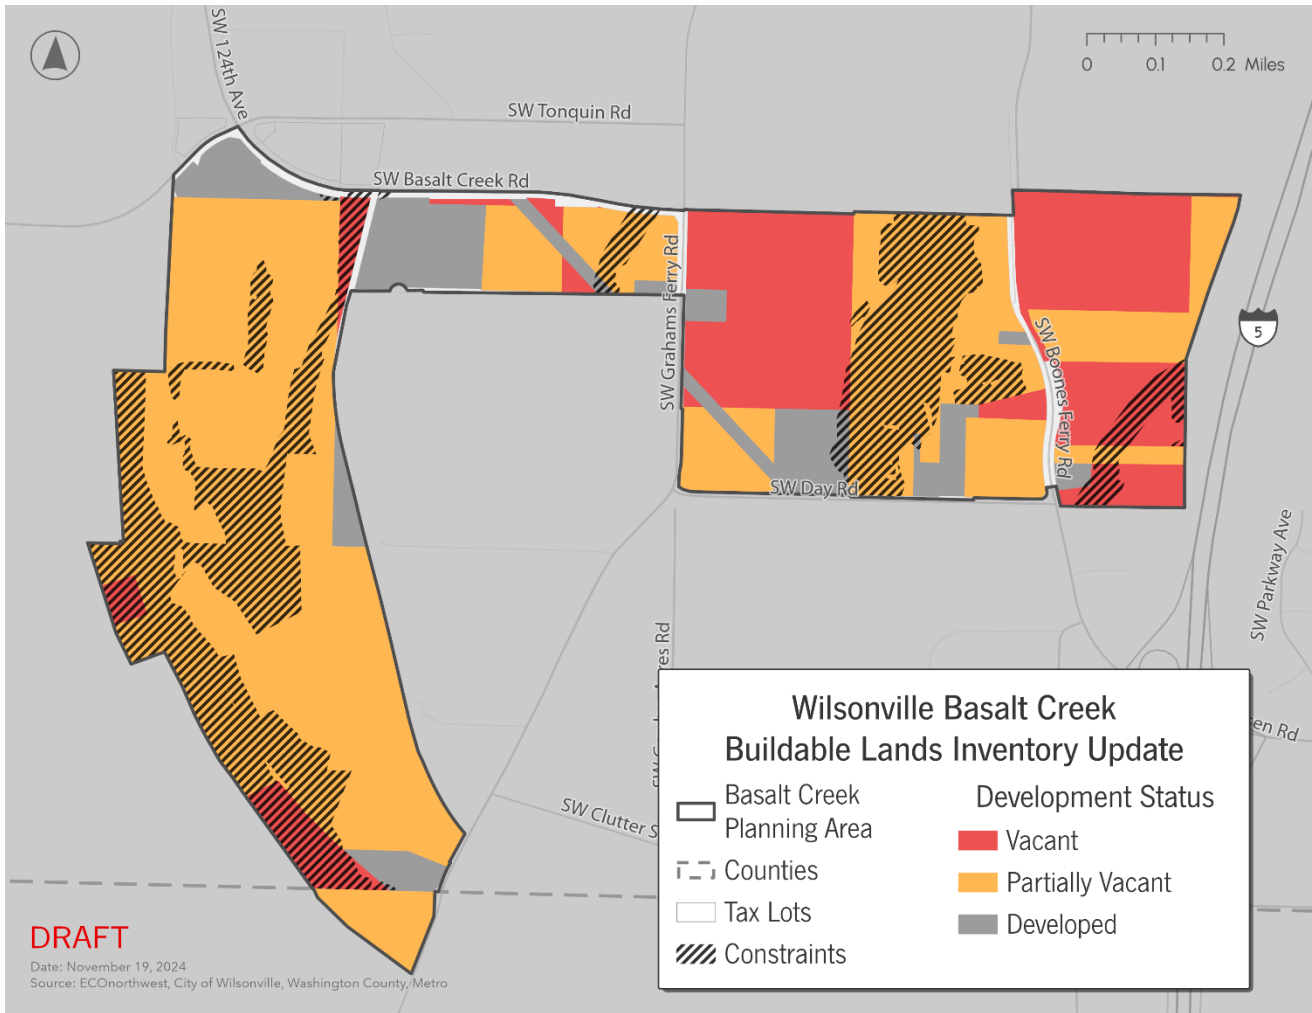 SW 124th Ave
SW Tonquin Rd
0 0.1 0.2 Miles
SW Basalt Creek Rd
SW Grahams Ferry Rd
SW Boones Ferry Rd
5
SW Day Rd
SW Parkway Ave
Rd
SW
SW Clutter
Rd
Wilsonville Basalt Creek
Buildable Lands Inventory Update
Basalt Creek
Planning Area
Counties
Tax Lots
Constraints
Development Status
Vacant
Partially Vacant
Developed
DRAFT
Date: November 19, 2024
Source: ECOnorthwest, City of Wilsonville, Washington County, Metro